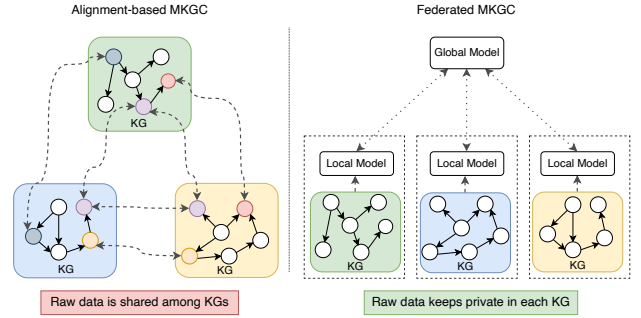 Alignment-based MKGC
KG
KG
KG
Raw data is shared among KGs
Federated MKGC
Global Model
Local Model
Local Model
Local Model
KG
KG
KG
Raw data keeps private in each KG